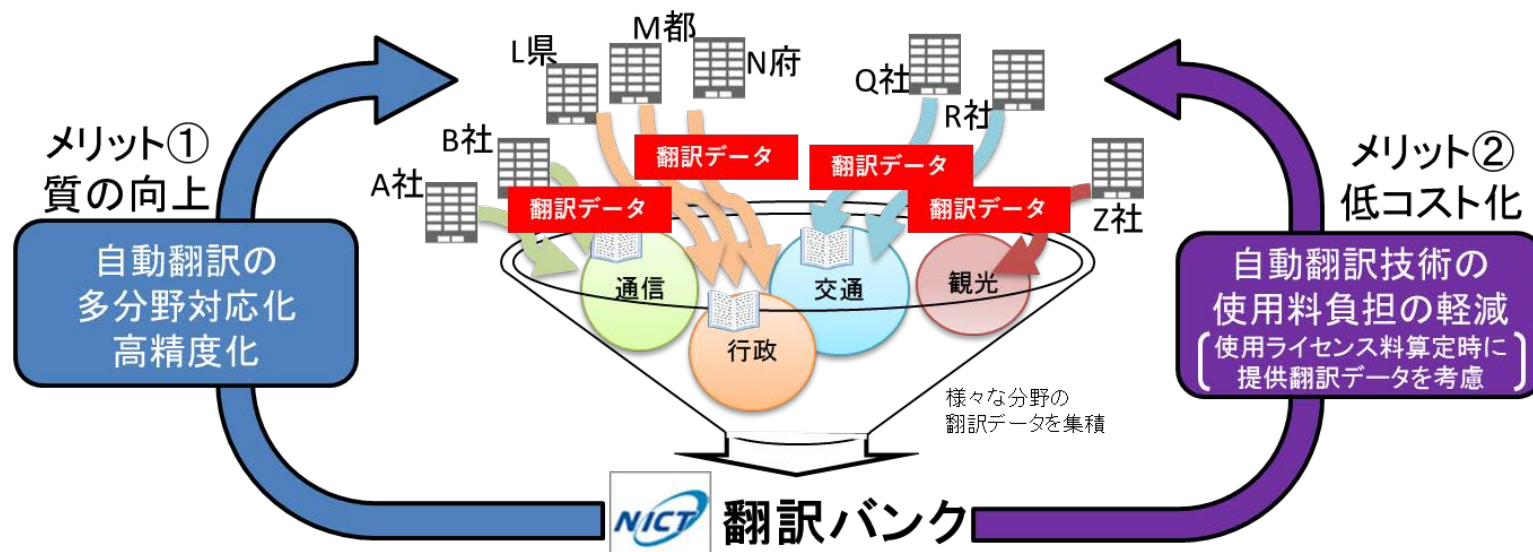 メリット①
質の向上
自動翻訳の
多分野対応化
高精度化
L県
M都
N府
B社
A社
Q社
R社
Z社
翻訳データ
翻訳データ
翻訳データ
翻訳データ
通信
行政
交通
観光
様々な分野の
翻訳データを集積
メリット②
低コスト化
自動翻訳技術の
使用料負担の軽減
[使用ライセンス料算定時に
提供翻訳データを考慮]
NICT 翻訳バンク